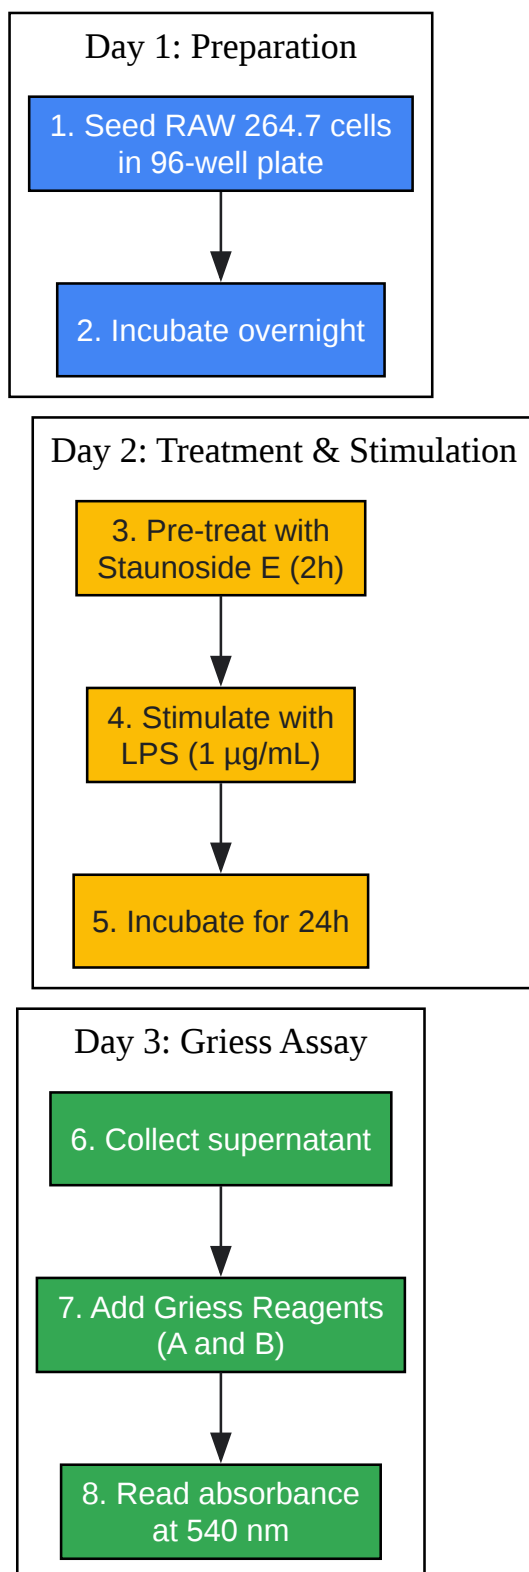 Day 1: Preparation
1. Seed RAW 264.7 cells
in 96-well plate
2. Incubate overnight
Day 2: Treatment & Stimulation
3. Pre-treat with
Staunoside E (2h)
4. Stimulate with
LPS (1 µg/mL)
5. Incubate for 24h
Day 3: Griess Assay
6. Collect supernatant
7. Add Griess Reagents
(A and B)
8. Read absorbance
at 540 nm